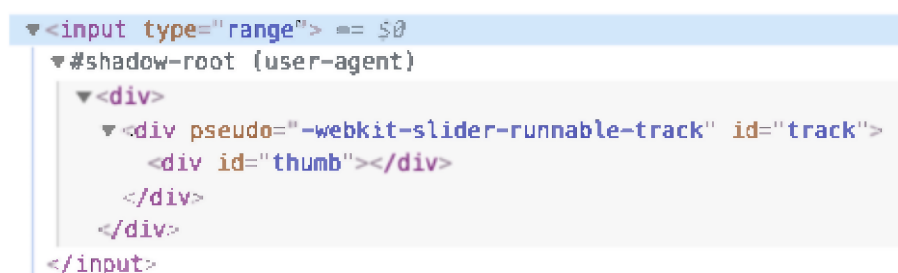 ▼<input type="range"> == $0
▼#shadow-root (user-agent)
▼<div>
▼<div pseudo="-webkit-slider-runnable-track" id="track">
<div id="thumb"></div>
</div>
</div>
</input>